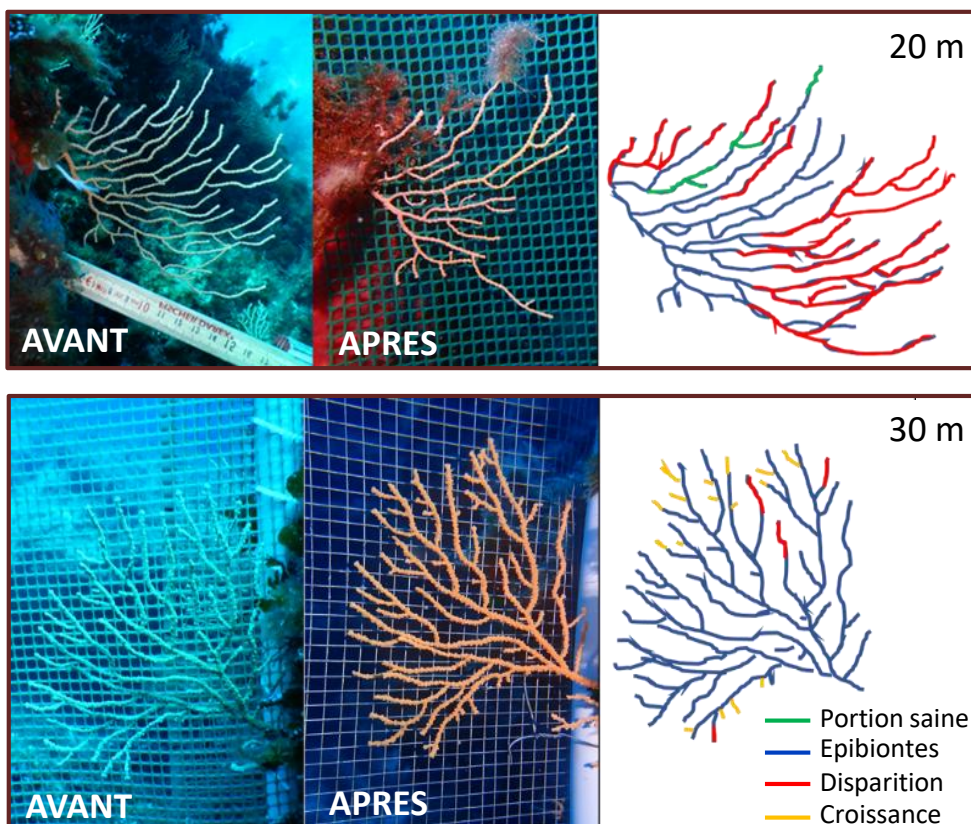 20 m
AVANT
APRES
30 m
AVANT
APRES
Portion saine
Epibiontes
Disparition
Croissance